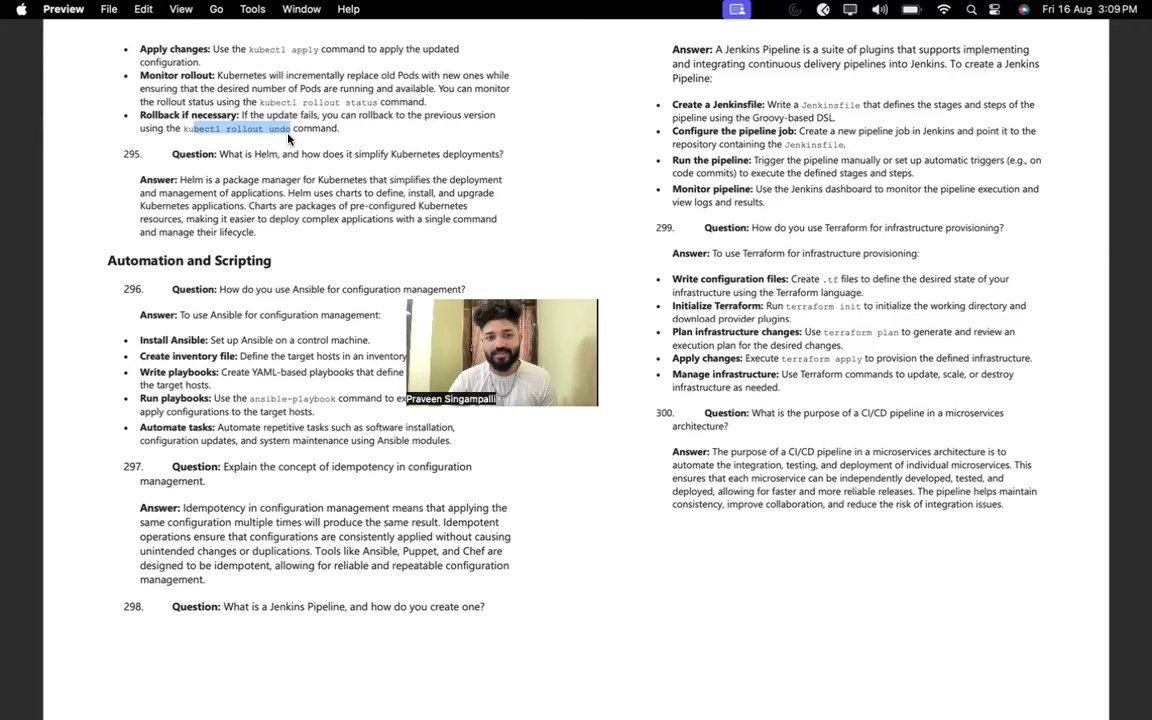 Preview File Edit View Go Tools Window Help Fri 16 Aug 3:09 PM
• Apply changes: Use the kubectl apply command to apply the updated
configuration.
• Monitor rollout: Kubernetes will incrementally replace old Pods with new ones while
ensuring that the desired number of Pods are running and available. You can monitor
the rollout status using the kubectl rollout status command.
• Rollback if necessary: If the update fails, you can rollback to the previous version
using the kubectl rollout undo command.
295. Question: What is Helm, and how does it simplify Kubernetes deployments?
Answer: Helm is a package manager for Kubernetes that simplifies the deployment
and management of applications. Helm uses charts to define, install, and upgrade
Kubernetes applications. Charts are packages of pre-configured Kubernetes
resources, making it easier to deploy complex applications with a single command
and manage their lifecycle.
Automation and Scripting
296. Question: How do you use Ansible for configuration management?
Answer: To use Ansible for configuration management:
• Install Ansible: Set up Ansible on a control machine.
• Create inventory file: Define the target hosts in an inventory
• Write playbooks: Create YAML-based playbooks that define
the target hosts.
• Run playbooks: Use the ansible-playbook command to ex
apply configurations to the target hosts.
• Automate tasks: Automate repetitive tasks such as software installation,
configuration updates, and system maintenance using Ansible modules.
297. Question: Explain the concept of idempotency in configuration
management.
Answer: Idempotency in configuration management means that applying the
same configuration multiple times will produce the same result. Idempotent
operations ensure that configurations are consistently applied without causing
unintended changes or duplications. Tools like Ansible, Puppet, and Chef are
designed to be idempotent, allowing for reliable and repeatable configuration
management.
298. Question: What is a Jenkins Pipeline, and how do you create one?
Praveen Singampalli
Answer: A Jenkins Pipeline is a suite of plugins that supports implementing
and integrating continuous delivery pipelines into Jenkins. To create a Jenkins
Pipeline:
• Create a Jenkinsfile: Write a Jenkinsfile that defines the stages and steps of the
pipeline using the Groovy-based DSL.
• Configure the pipeline job: Create a new pipeline job in Jenkins and point it to the
repository containing the Jenkinsfile.
• Run the pipeline: Trigger the pipeline manually or set up automatic triggers (e.g., on
code commits) to execute the defined stages and steps.
• Monitor pipeline: Use the Jenkins dashboard to monitor the pipeline execution and
view logs and results.
299. Question: How do you use Terraform for infrastructure provisioning?
Answer: To use Terraform for infrastructure provisioning:
• Write configuration files: Create .tf files to define the desired state of your
infrastructure using the Terraform language.
• Initialize Terraform: Run terraform init to initialize the working directory and
download provider plugins.
• Plan infrastructure changes: Use terraform plan to generate and review an
execution plan for the desired changes.
• Apply changes: Execute terraform apply to provision the defined infrastructure.
• Manage infrastructure: Use Terraform commands to update, scale, or destroy
infrastructure as needed.
300. Question: What is the purpose of a CI/CD pipeline in a microservices
architecture?
Answer: The purpose of a CI/CD pipeline in a microservices architecture is to
automate the integration, testing, and deployment of individual microservices. This
ensures that each microservice can be independently developed, tested, and
deployed, allowing for faster and more reliable releases. The pipeline helps maintain
consistency, improve collaboration, and reduce the risk of integration issues.